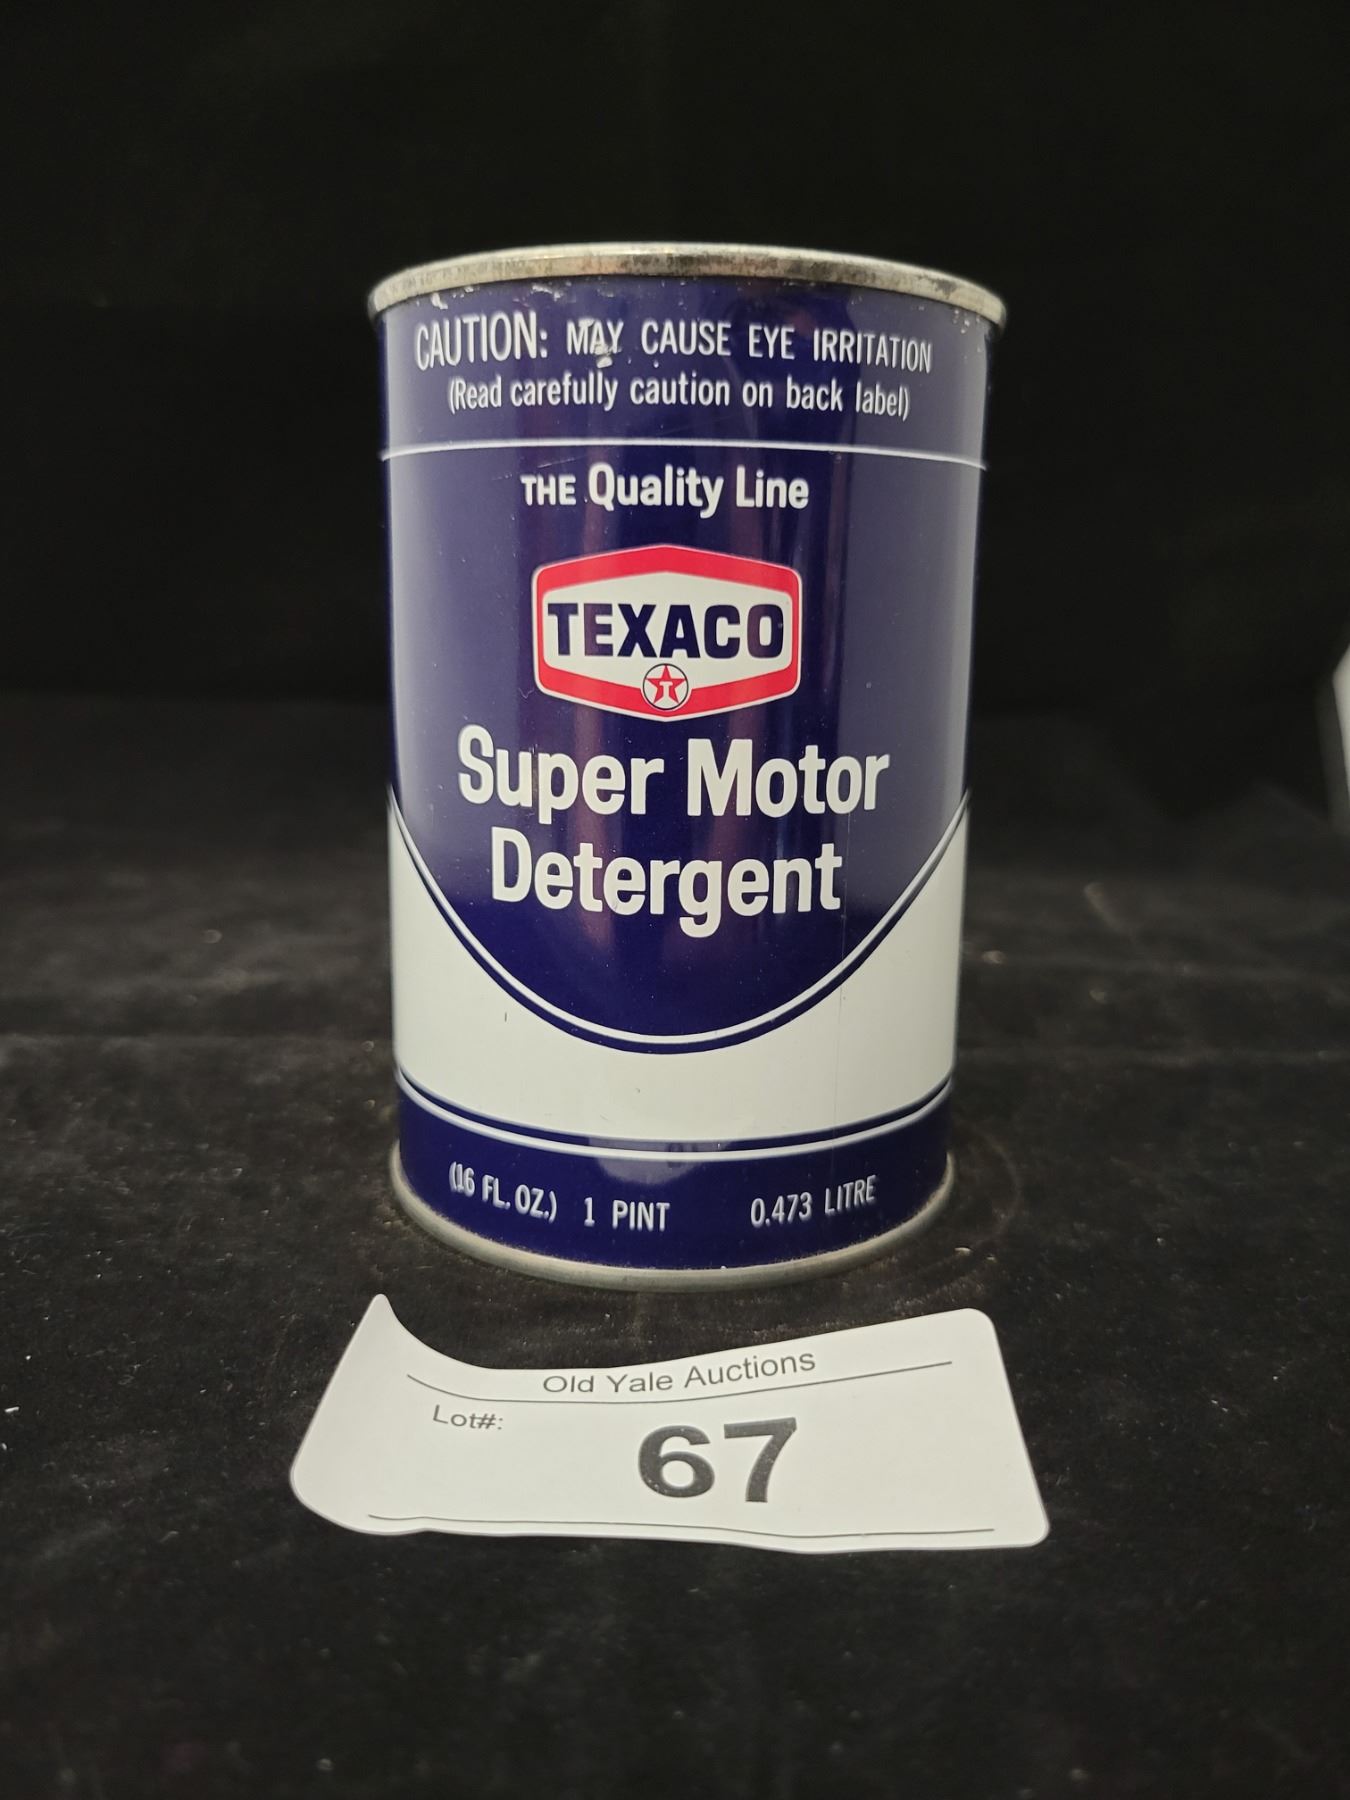 CAUTION: MAY CAUSE EYE IRRITATION
(Read carefully caution on back label)
THE Quality Line
TEXACO
T
Super Motor
Detergent
(16 FL. OZ.) 1 PINT 0.473 LITRE
Old Yale Auctions
Lot#:
67